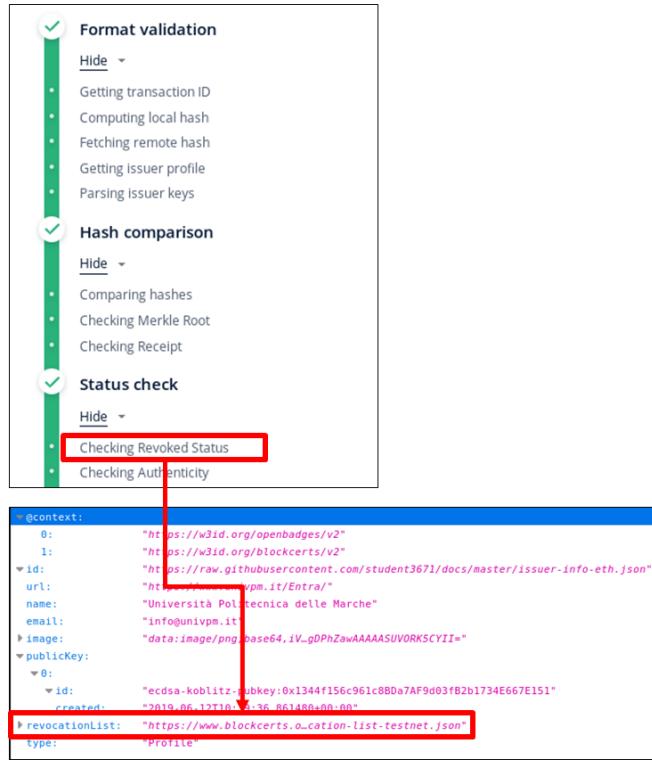 Format validation
Hide
Getting transaction ID
Computing local hash
Fetching remote hash
Getting issuer profile
Parsing issuer keys
Hash comparison
Hide
Comparing hashes
Checking Merkle Root
Checking Receipt
Status check
Hide
Checking Revoked Status
Checking Authenticity
@context:
0: "https://w3id.org/openbadges/v2"
1: "https://w3id.org/blockcerts/v2"
id: "https://raw.githubusercontent.com/student3671/docs/master/issuer-info-eth.json"
url:
name: "Università Politecnica delle Marche"
email: "info@univpm.it"
image: "data:image/png;base64,iV…gDPhZawAAAAASUVORK5CYII="
publicKey:
0:
id: "ecdsa-koblitz-pubkey:0x1344f156c961c8BDa7AF9d03fB2b1734E667E151"
created:
revocationList: "https://www.blockcerts.o…cation-list-testnet.json"
type: "Profile"